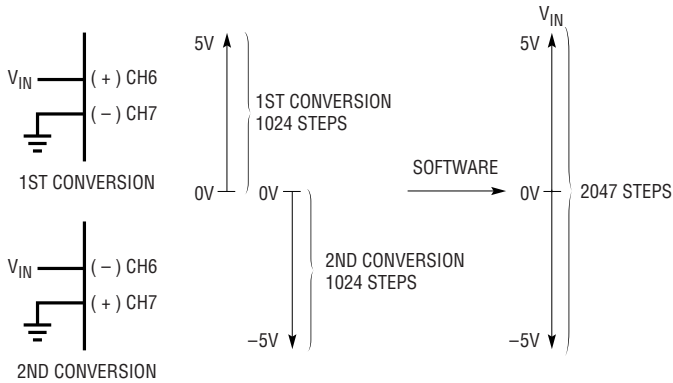 V_IN ( + ) CH6
( – ) CH7
1ST CONVERSION
V_IN ( – ) CH6
( + ) CH7
2ND CONVERSION
5V
1ST CONVERSION
1024 STEPS
0V 0V
2ND CONVERSION
1024 STEPS
–5V
SOFTWARE
V_IN
5V
0V 2047 STEPS
–5V